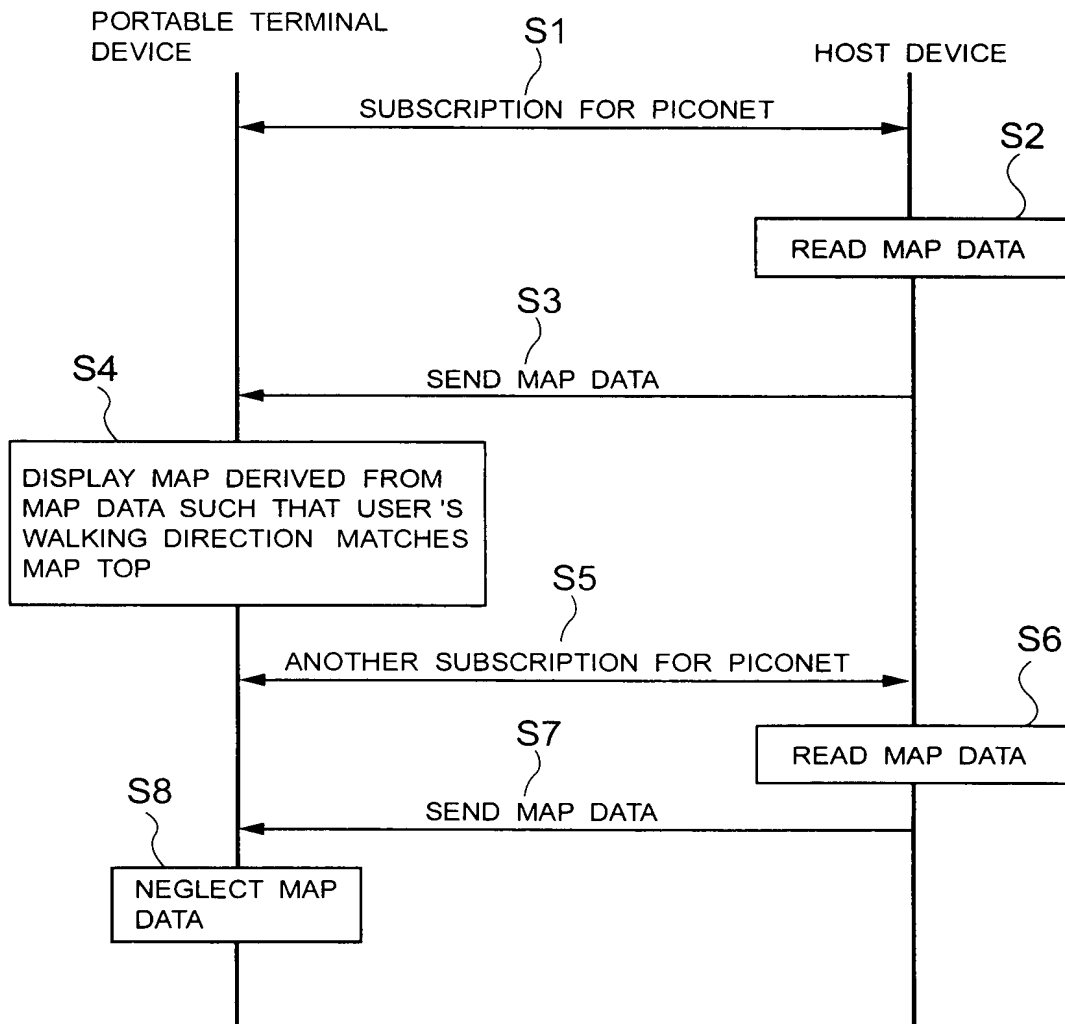 PORTABLE TERMINAL
DEVICE
S1
HOST DEVICE
SUBSCRIPTION FOR PICONET
S2
READ MAP DATA
S3
SEND MAP DATA
S4
DISPLAY MAP DERIVED FROM
MAP DATA SUCH THAT USER'S
WALKING DIRECTION MATCHES
MAP TOP
S5
ANOTHER SUBSCRIPTION FOR PICONET
S6
READ MAP DATA
S7
SEND MAP DATA
S8
NEGLECT MAP
DATA